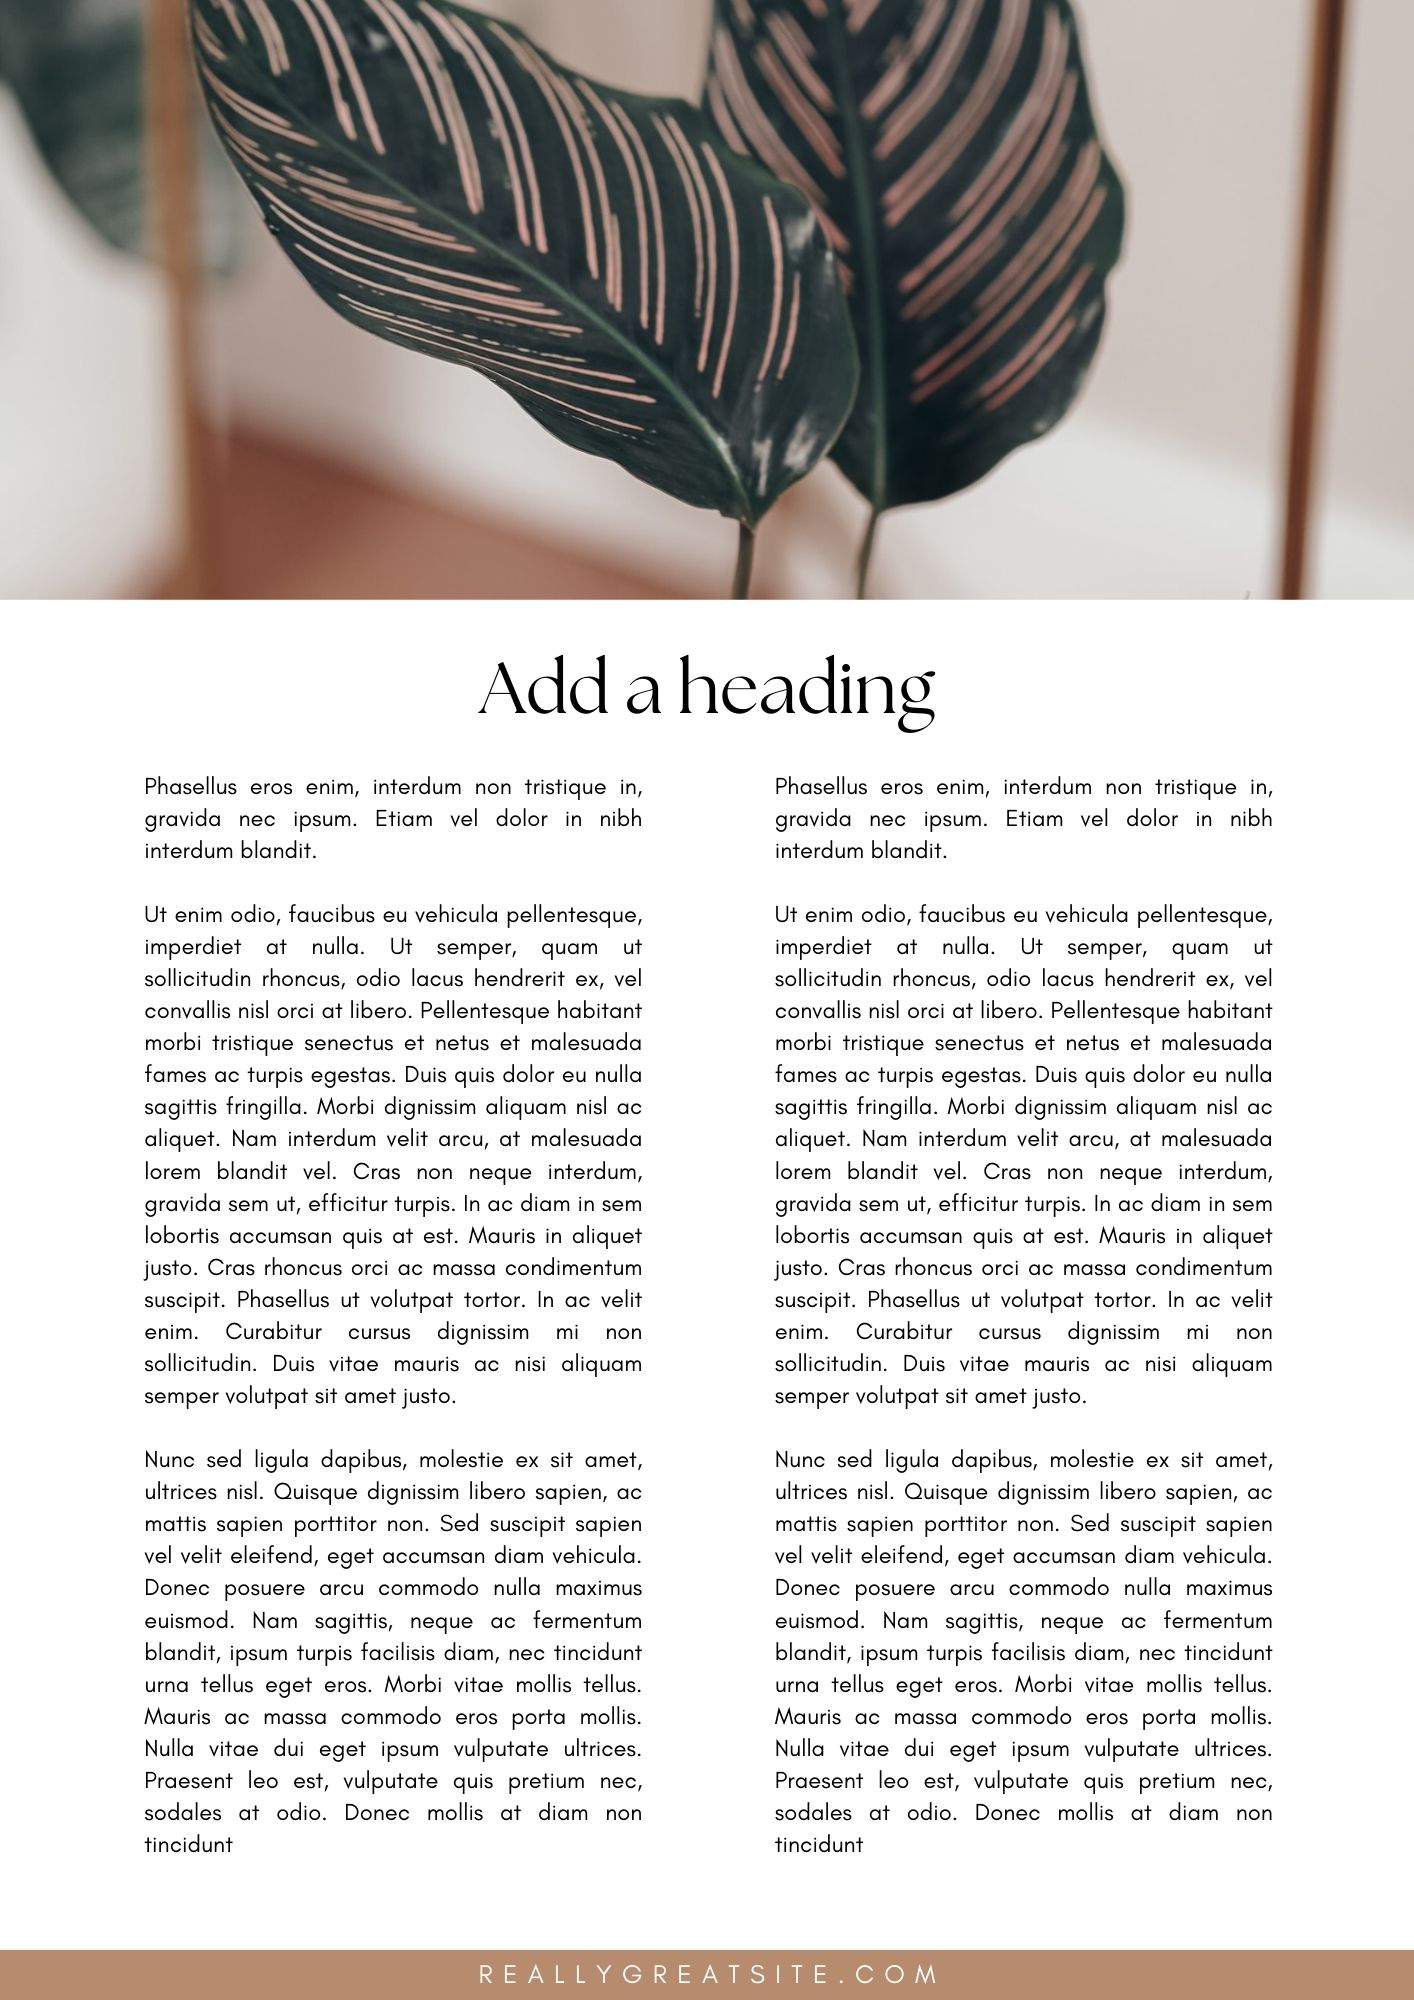 Add a heading
Phasellus eros enim, interdum non tristique in,
gravida nec ipsum. Etiam vel dolor in nibh
interdum blandit.
Ut enim odio, faucibus eu vehicula pellentesque,
imperdiet at nulla. Ut semper, quam ut
sollicitudin rhoncus, odio lacus hendrerit ex, vel
convallis nisl orci at libero. Pellentesque habitant
morbi tristique senectus et netus et malesuada
fames ac turpis egestas. Duis quis dolor eu nulla
sagittis fringilla. Morbi dignissim aliquam nisl ac
aliquet. Nam interdum velit arcu, at malesuada
lorem blandit vel. Cras non neque interdum,
gravida sem ut, efficitur turpis. In ac diam in sem
lobortis accumsan quis at est. Mauris in aliquet
justo. Cras rhoncus orci ac massa condimentum
suscipit. Phasellus ut volutpat tortor. In ac velit
enim. Curabitur cursus dignissim mi non
sollicitudin. Duis vitae mauris ac nisi aliquam
semper volutpat sit amet justo.
Nunc sed ligula dapibus, molestie ex sit amet,
ultrices nisl. Quisque dignissim libero sapien, ac
mattis sapien porttitor non. Sed suscipit sapien
vel velit eleifend, eget accumsan diam vehicula.
Donec posuere arcu commodo nulla maximus
euismod. Nam sagittis, neque ac fermentum
blandit, ipsum turpis facilisis diam, nec tincidunt
urna tellus eget eros. Morbi vitae mollis tellus.
Mauris ac massa commodo eros porta mollis.
Nulla vitae dui eget ipsum vulputate ultrices.
Praesent leo est, vulputate quis pretium nec,
sodales at odio. Donec mollis at diam non
tincidunt
Phasellus eros enim, interdum non tristique in,
gravida nec ipsum. Etiam vel dolor in nibh
interdum blandit.
Ut enim odio, faucibus eu vehicula pellentesque,
imperdiet at nulla. Ut semper, quam ut
sollicitudin rhoncus, odio lacus hendrerit ex, vel
convallis nisl orci at libero. Pellentesque habitant
morbi tristique senectus et netus et malesuada
fames ac turpis egestas. Duis quis dolor eu nulla
sagittis fringilla. Morbi dignissim aliquam nisl ac
aliquet. Nam interdum velit arcu, at malesuada
lorem blandit vel. Cras non neque interdum,
gravida sem ut, efficitur turpis. In ac diam in sem
lobortis accumsan quis at est. Mauris in aliquet
justo. Cras rhoncus orci ac massa condimentum
suscipit. Phasellus ut volutpat tortor. In ac velit
enim. Curabitur cursus dignissim mi non
sollicitudin. Duis vitae mauris ac nisi aliquam
semper volutpat sit amet justo.
Nunc sed ligula dapibus, molestie ex sit amet,
ultrices nisl. Quisque dignissim libero sapien, ac
mattis sapien porttitor non. Sed suscipit sapien
vel velit eleifend, eget accumsan diam vehicula.
Donec posuere arcu commodo nulla maximus
euismod. Nam sagittis, neque ac fermentum
blandit, ipsum turpis facilisis diam, nec tincidunt
urna tellus eget eros. Morbi vitae mollis tellus.
Mauris ac massa commodo eros porta mollis.
Nulla vitae dui eget ipsum vulputate ultrices.
Praesent leo est, vulputate quis pretium nec,
sodales at odio. Donec mollis at diam non
tincidunt
REALLYGREATSITE.COM